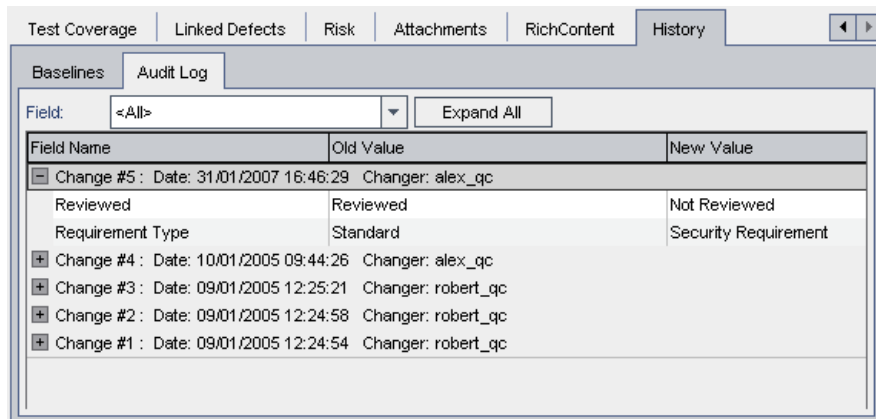 Test Coverage Linked Defects Risk Attachments RichContent History
Baselines Audit Log
Field: <All> Expand All
Field Name Old Value New Value
Change #5 : Date: 31/01/2007 16:46:29 Changer: alex_qc
Reviewed Reviewed Not Reviewed
Requirement Type Standard Security Requirement
Change #4 : Date: 10/01/2005 09:44:26 Changer: alex_qc
Change #3 : Date: 09/01/2005 12:25:21 Changer: robert_qc
Change #2 : Date: 09/01/2005 12:24:58 Changer: robert_qc
Change #1 : Date: 09/01/2005 12:24:54 Changer: robert_qc